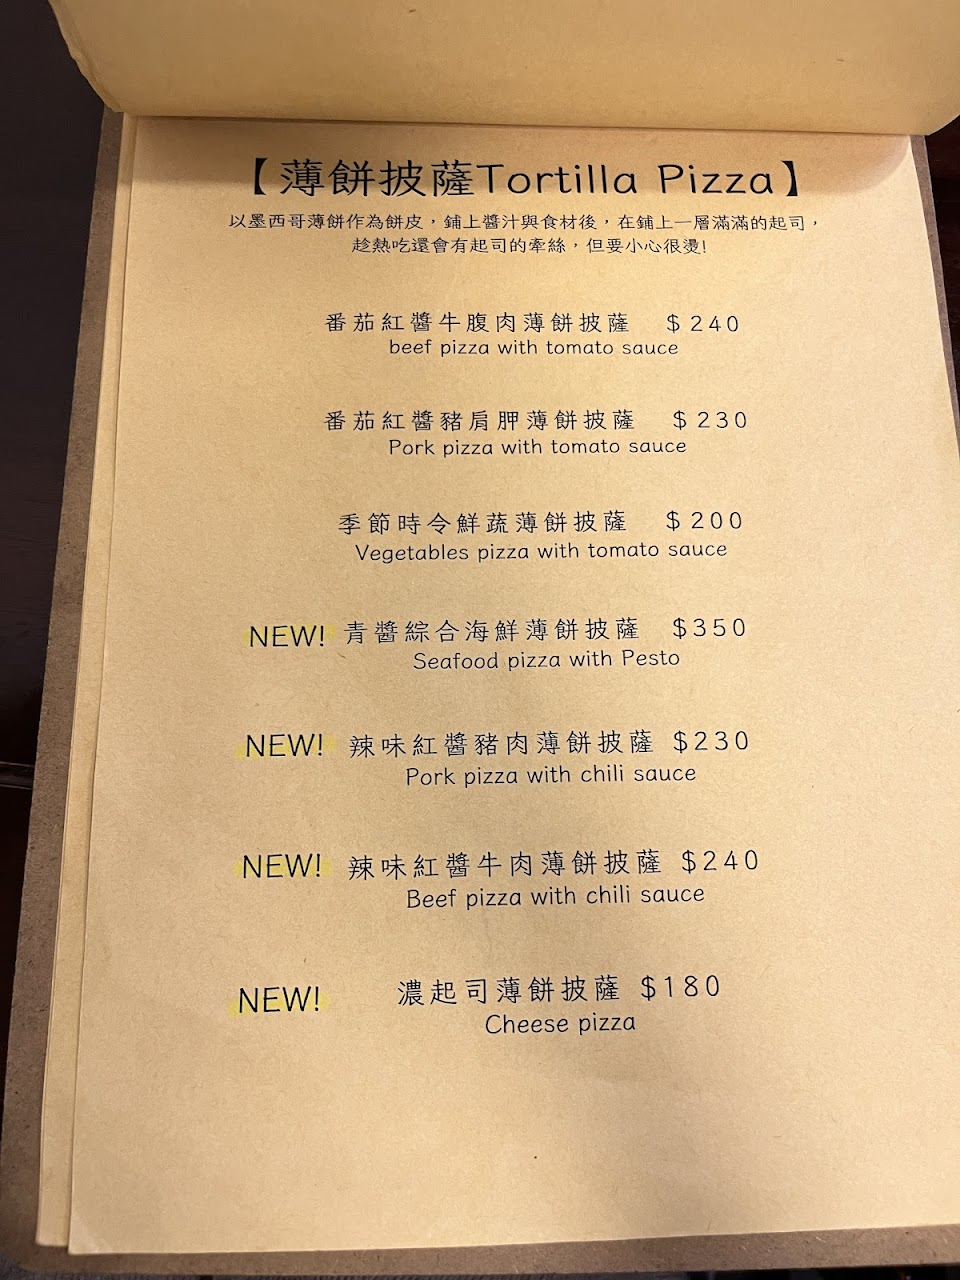 【薄餅披薩Tortilla Pizza】
以墨西哥薄餅作為餅皮，鋪上醬汁與食材後，在鋪上一層滿滿的起司，
趁熱吃還會有起司的牽絲，但要小心很燙!
番茄紅醬牛腹肉薄餅披薩 $240
beef pizza with tomato sauce
番茄紅醬豬肩胛薄餅披薩 $230
Pork pizza with tomato sauce
季節時令鮮蔬薄餅披薩 $200
Vegetables pizza with tomato sauce
NEW! 青醬綜合海鮮薄餅披薩 $350
Seafood pizza with Pesto
NEW! 辣味紅醬豬肉薄餅披薩 $230
Pork pizza with chili sauce
NEW! 辣味紅醬牛肉薄餅披薩 $240
Beef pizza with chili sauce
NEW! 濃起司薄餅披薩 $180
Cheese pizza